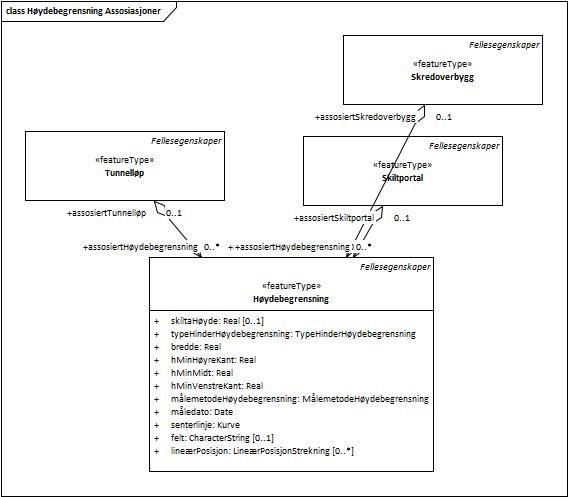 class Høydebegrensning Assosiasjoner
Fellesegenskaper
«featureType»
Skredoverbygg
+assosiertSkredoverbygg 0..1
Fellesegenskaper
«featureType»
Tunnelløp
Fellesegenskaper
«featureType»
Skiltportal
+assosiertTunnelløp 0..1
+assosiertSkiltportal 0..1
+assosiertHøydebegrensning 0..*
+ +assosiertHøydebegrensning 0..*
Fellesegenskaper
«featureType»
Høydebegrensning
+ skiltaHøyde: Real [0..1]
+ typeHinderHøydebegrensning: TypeHinderHøydebegrensning
+ bredde: Real
+ hMinHøyreKant: Real
+ hMinMidt: Real
+ hMinVenstreKant: Real
+ målemetodeHøydebegrensning: MålemetodeHøydebegrensning
+ måledato: Date
+ senterlinje: Kurve
+ felt: CharacterString [0..1]
+ lineærPosisjon: LineærPosisjonStrekning [0..*]